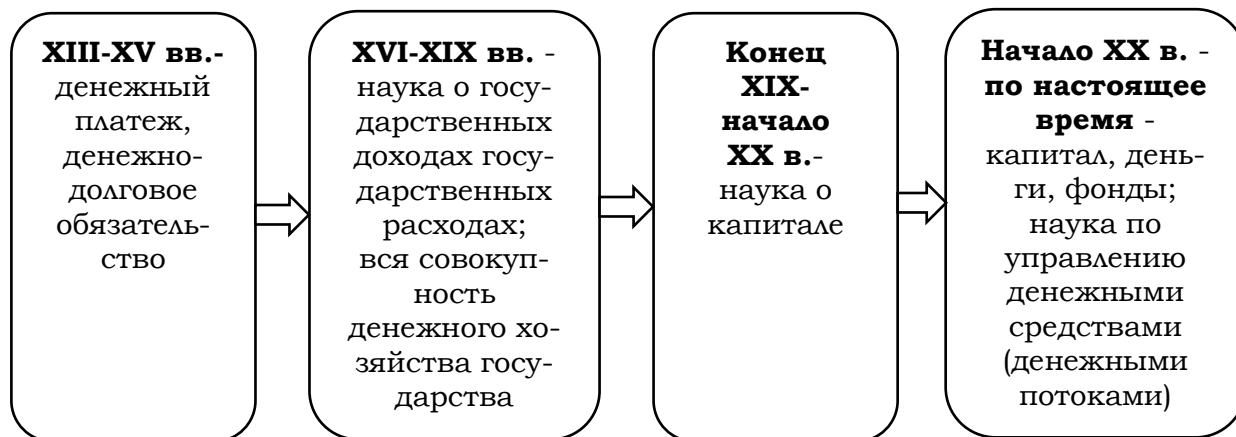 XIII-XV вв.-
денежный
платеж,
денежно-
долговое
обязатель-
ство
XVI-XIX вв. -
наука о госу-
дарственных
доходах госу-
дарственных
расходах;
вся совокуп-
ность
денежного хо-
зяйства госу-
дарства
Конец
XIX-
начало
XX в.-
наука о
капитале
Начало XX в. -
по настоящее
время -
капитал, день-
ги, фонды;
наука по
управлению
денежными
средствами
(денежными
потоками)